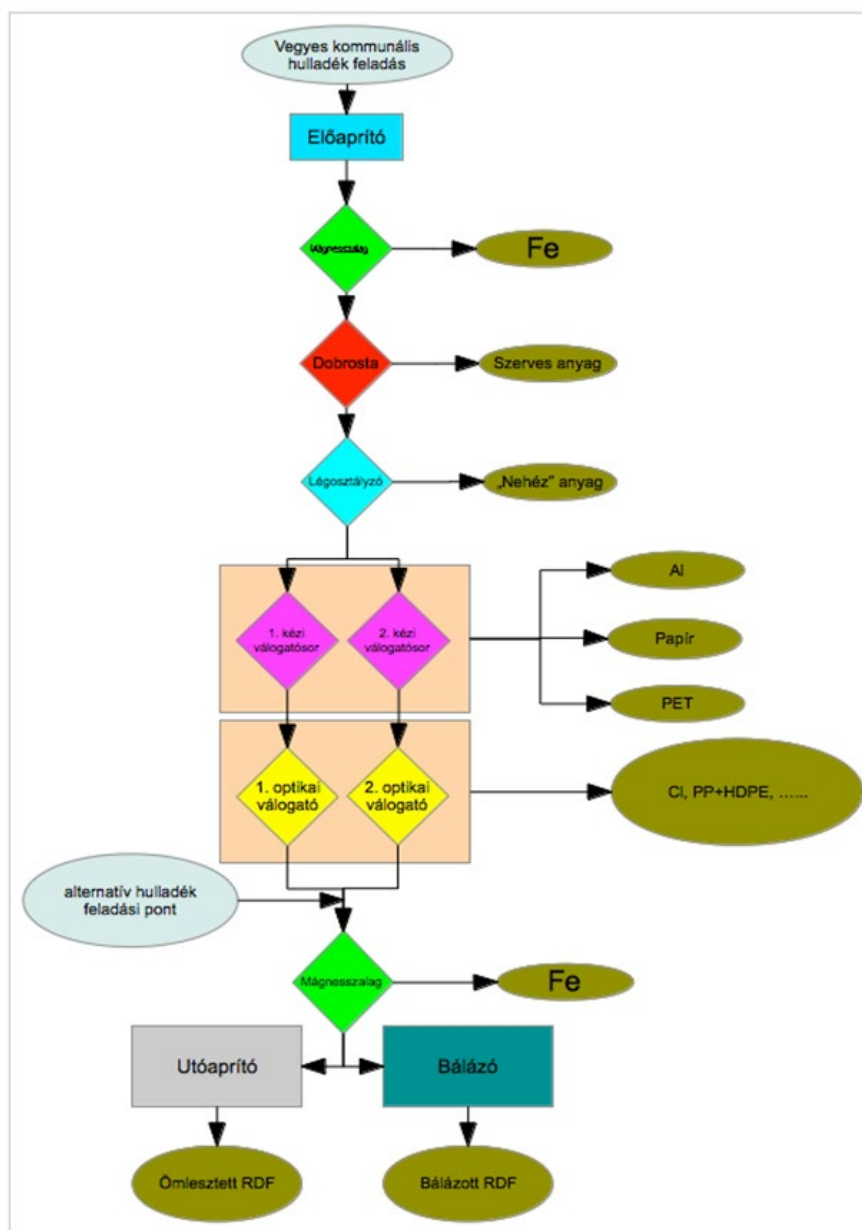 Vegyes kommunális
hulladék feladás
Előaprító
Mágnesszalag
Fe
Dobrosta
Szerves anyag
Légosztályzó
„Nehéz” anyag
Al
1. kézi
válogatósor
2. kézi
válogatósor
Papír
PET
1. optikai
válogató
2. optikai
válogató
Cl, PP+HDPE, ......
alternatív hulladék
feladási pont
Mágnesszalag
Fe
Utóaprító
Bálázó
Ömlesztett RDF
Bálázott RDF